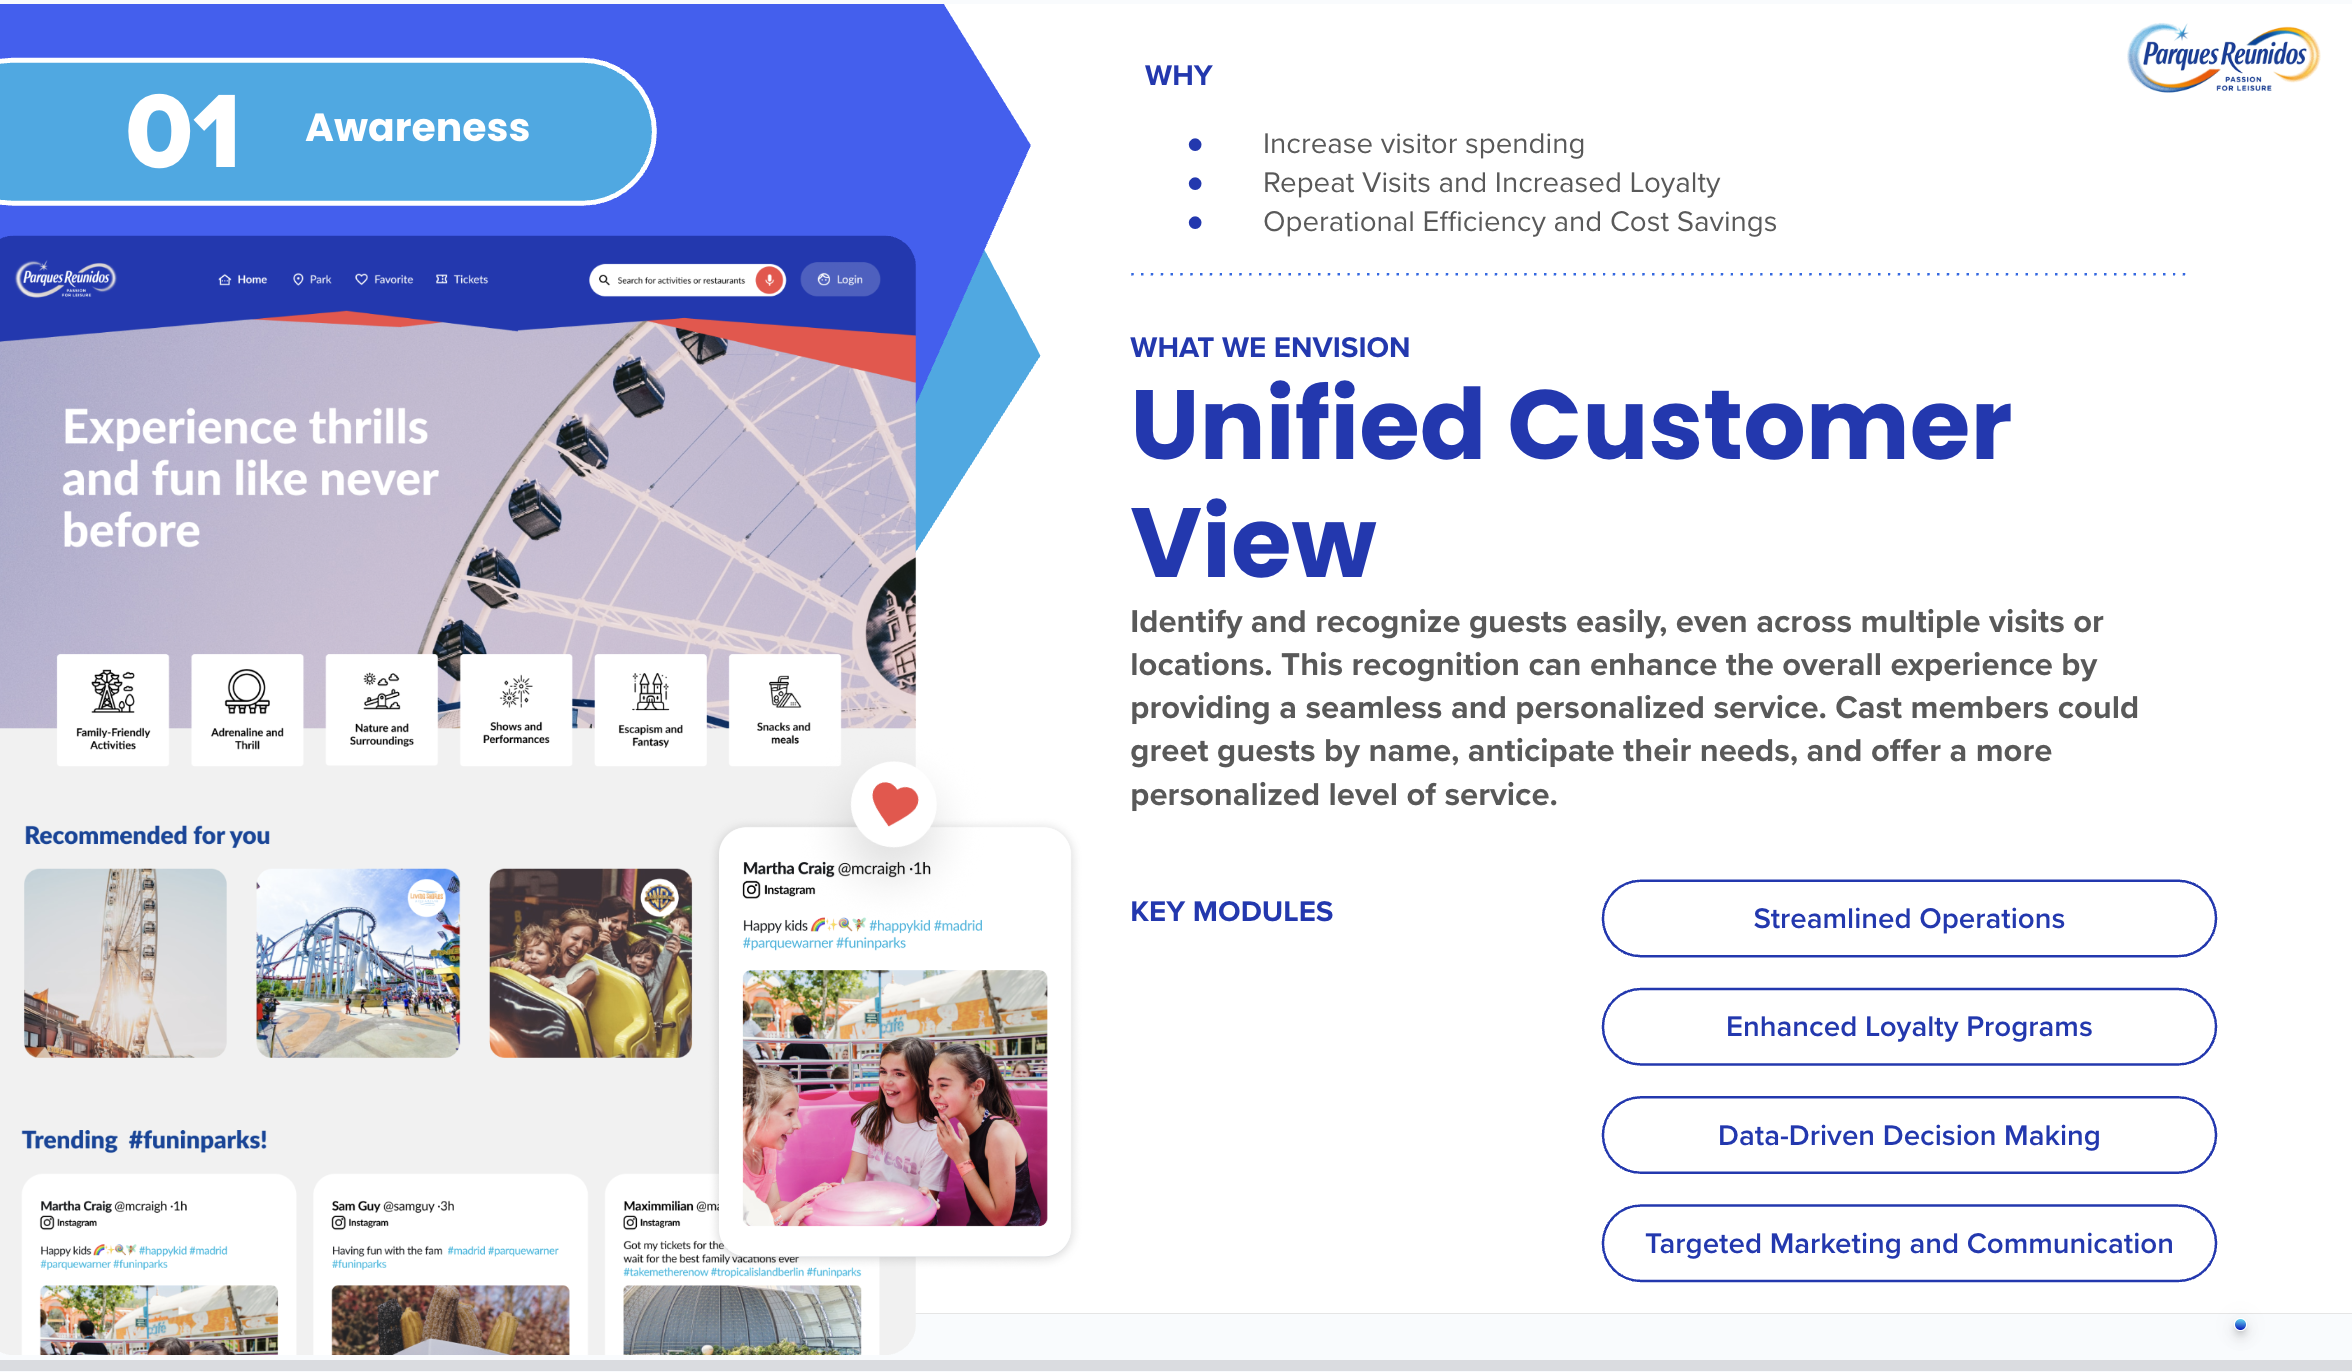 01
Awareness
Parques Reunidos
PASSION
FOR LEISURE
Home
Park
Favorite
Tickets
Search for activities or restaurants
Login
Experience thrills
and fun like never
before
Family-Friendly
Activities
Adrenaline and
Thrill
Nature and
Surroundings
Shows and
Performances
Escapism and
Fantasy
Snacks and
meals
Recommended for you
Martha Craig @mcraigh ·1h
Instagram
Happy kids 🌈✨🍭🧚 #happykid #madrid
#parquewarner #funinparks
café
Trending #funinparks!
Martha Craig @mcraigh ·1h
Instagram
Happy kids 🌈✨🍭🧚 #happykid #madrid
#parquewarner #funinparks
café
Sam Guy @samguy ·3h
Instagram
Having fun with the fam #madrid #parquewarner
#funinparks
Maximmilian @ma
Instagram
Got my tickets for the
wait for the best family vacations ever
#takemetherenow #tropicalislandberlin #funinparks
Parques Reunidos
PASSION
FOR LEISURE
WHY
● Increase visitor spending
● Repeat Visits and Increased Loyalty
● Operational Efficiency and Cost Savings
WHAT WE ENVISION
Unified Customer
View
Identify and recognize guests easily, even across multiple visits or
locations. This recognition can enhance the overall experience by
providing a seamless and personalized service. Cast members could
greet guests by name, anticipate their needs, and offer a more
personalized level of service.
KEY MODULES
Streamlined Operations
Enhanced Loyalty Programs
Data-Driven Decision Making
Targeted Marketing and Communication